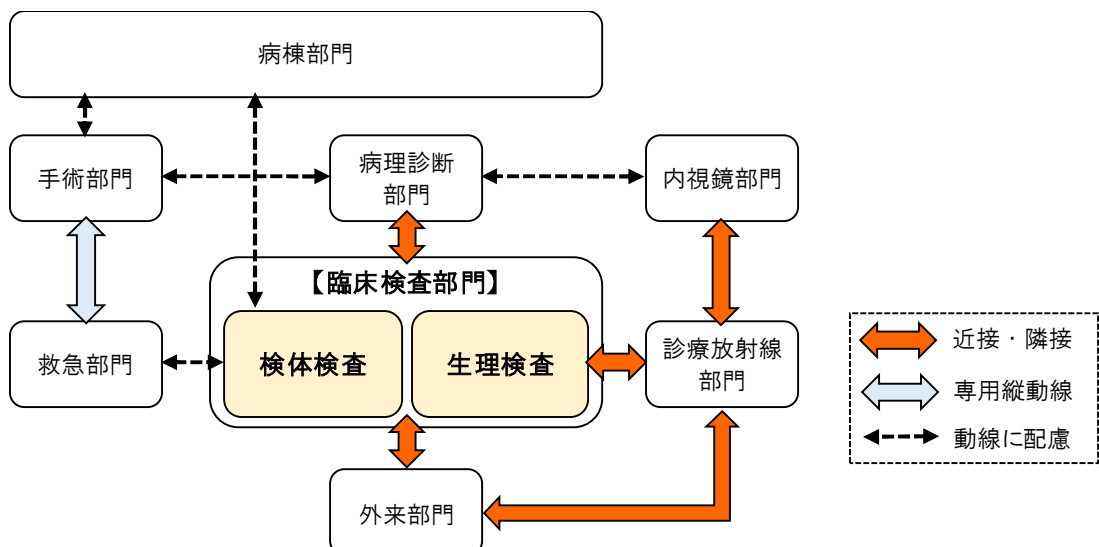 病棟部門
手術部門
病理診断
部門
内視鏡部門
【臨床検査部門】
救急部門
検体検査
生理検査
診療放射線
部門
外来部門
近接・隣接
専用縦動線
動線に配慮